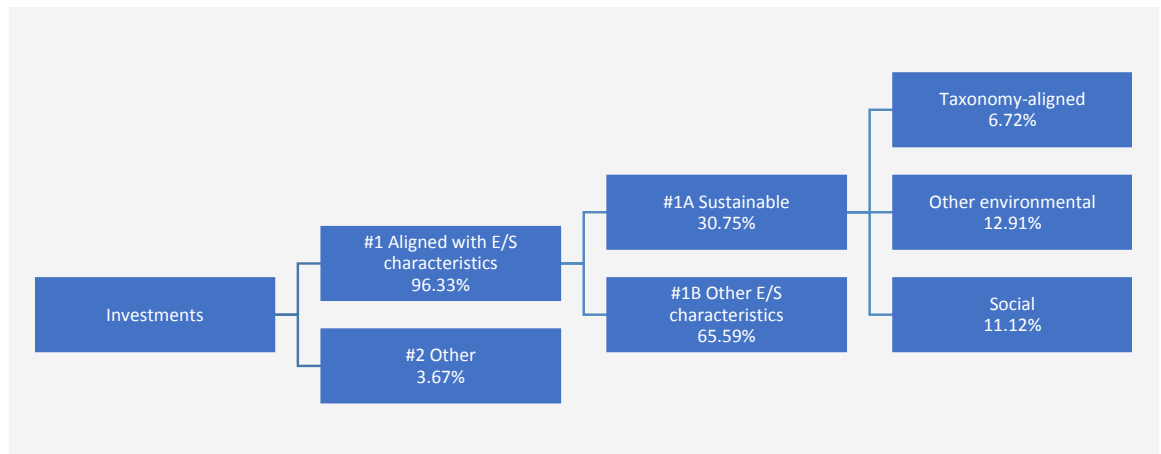 Investments
#1 Aligned with E/S
characteristics
96.33%
#2 Other
3.67%
#1A Sustainable
30.75%
#1B Other E/S
characteristics
65.59%
Taxonomy-aligned
6.72%
Other environmental
12.91%
Social
11.12%